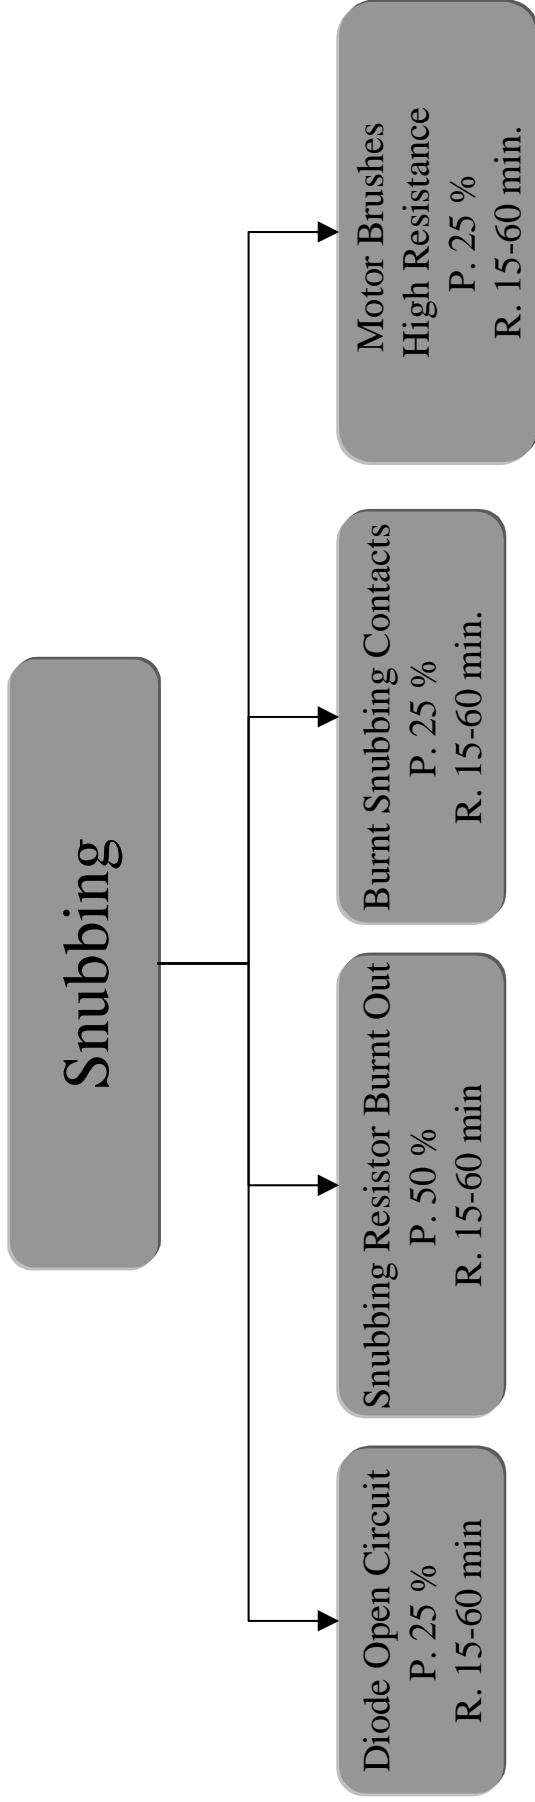 Snubbing
Diode Open Circuit
P. 25 %
R. 15-60 min
Snubbing Resistor Burnt Out
P. 50 %
R. 15-60 min
Burnt Snubbing Contacts
P. 25 %
R. 15-60 min.
Motor Brushes
High Resistance
P. 25 %
R. 15-60 min.